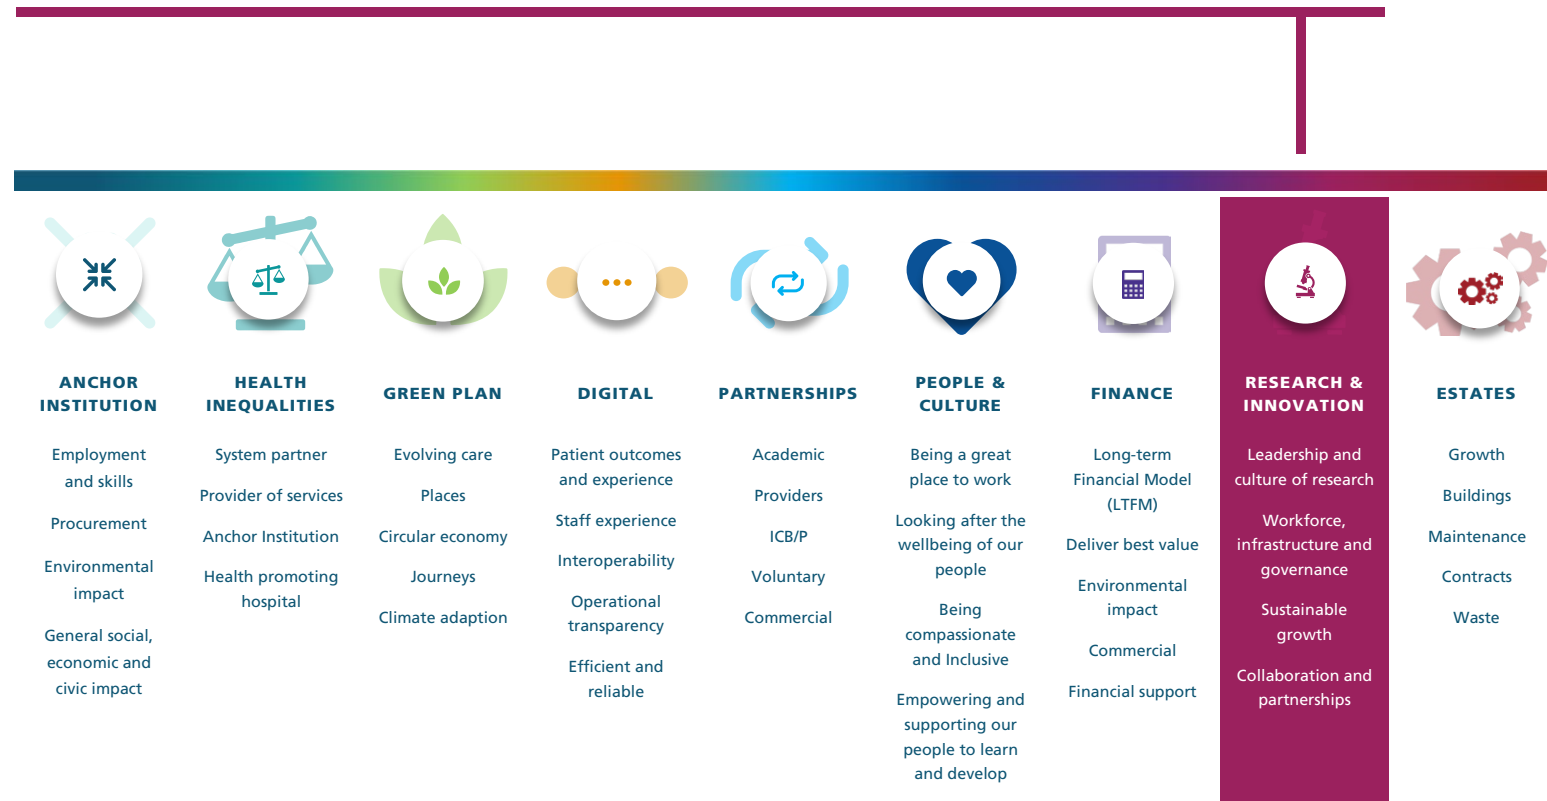 ANCHOR
INSTITUTION
Employment
and skills
Procurement
Environmental
impact
General social,
economic and
civic impact
HEALTH
INEQUALITIES
System partner
Provider of services
Anchor Institution
Health promoting
hospital
GREEN PLAN
Evolving care
Places
Circular economy
Journeys
Climate adaption
DIGITAL
Patient outcomes
and experience
Staff experience
Interoperability
Operational
transparency
Efficient and
reliable
PARTNERSHIPS
Academic
Providers
ICB/P
Voluntary
Commercial
PEOPLE &
CULTURE
Being a great
place to work
Looking after the
wellbeing of our
people
Being
compassionate
and Inclusive
Empowering and
supporting our
people to learn
and develop
FINANCE
Long-term
Financial Model
(LTFM)
Deliver best value
Environmental
impact
Commercial
Financial support
RESEARCH &
INNOVATION
Leadership and
culture of research
Workforce,
infrastructure and
governance
Sustainable
growth
Collaboration and
partnerships
ESTATES
Growth
Buildings
Maintenance
Contracts
Waste